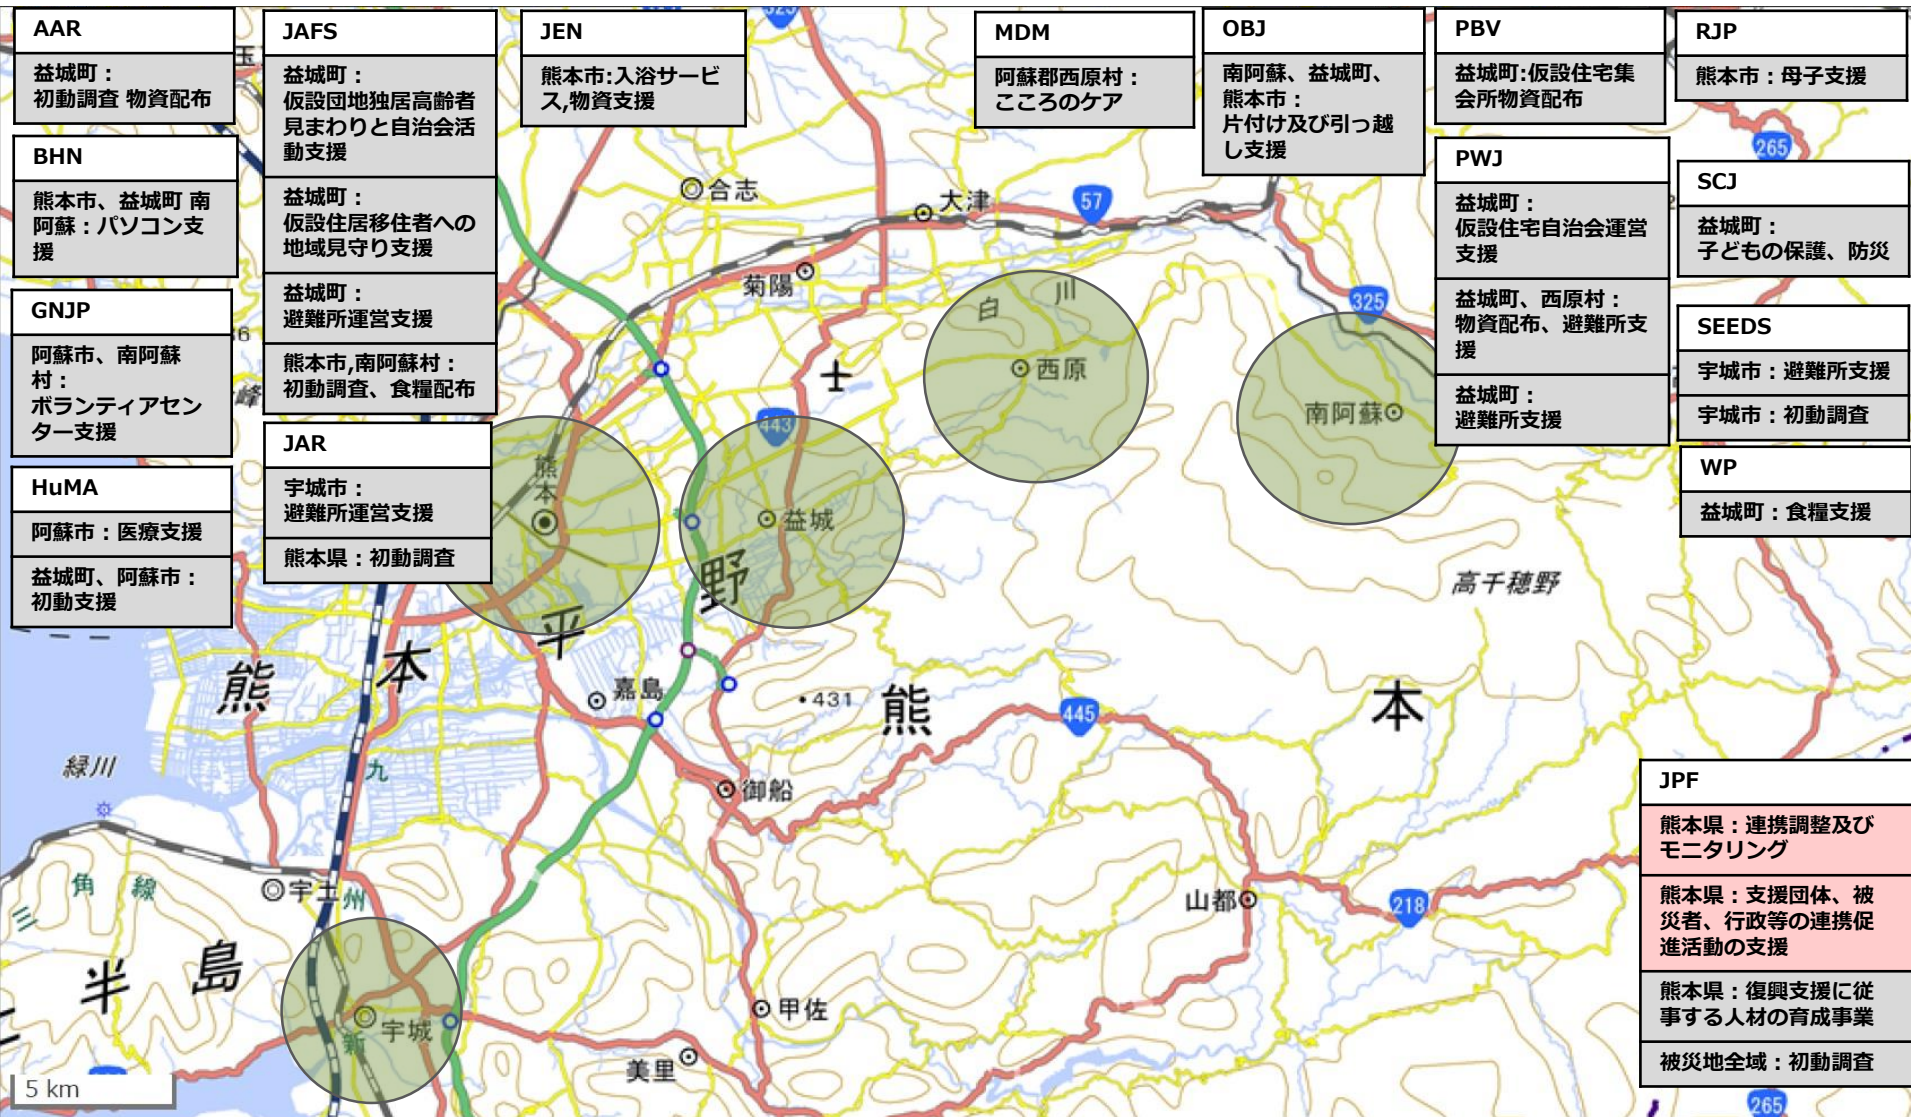 AAR
益城町：
初動調査 物資配布
BHN
熊本市、益城町 南
阿蘇：パソコン支
援
GNJP
阿蘇市、南阿蘇
村：
ボランティアセン
ター支援
HuMA
阿蘇市：医療支援
益城町、阿蘇市：
初動支援
JAFS
益城町：
仮設団地独居高齢者
見まわりと自治会活
動支援
益城町：
仮設住居移住者への
地域見守り支援
益城町：
避難所運営支援
熊本市,南阿蘇村：
初動調査、食糧配布
JAR
宇城市：
避難所運営支援
熊本県：初動調査
JEN
熊本市:入浴サービ
ス,物資支援
MDM
阿蘇郡西原村：
こころのケア
OBJ
南阿蘇、益城町、
熊本市：
片付け及び引っ越
し支援
PBV
益城町:仮設住宅集
会所物資配布
PWJ
益城町：
仮設住宅自治会運営
支援
益城町、西原村：
物資配布、避難所支
援
益城町：
避難所支援
RJP
熊本市：母子支援
SCJ
益城町：
子どもの保護、防災
SEEDS
宇城市：避難所支援
宇城市：初動調査
WP
益城町：食糧支援
JPF
熊本県：連携調整及び
モニタリング
熊本県：支援団体、被
災者、行政等の連携促
進活動の支援
熊本県：復興支援に従
事する人材の育成事業
被災地全域：初動調査
玉
325
265
合志
大津
57
菊陽
白川
325
西原
南阿蘇
士
443
峰
熊本
益城
高千穂野
熊本平野
嘉島
431
熊本
445
緑川
九州新
御船
宇土
三角線
山都
218
半島
宇城
甲佐
美里
5 km
265